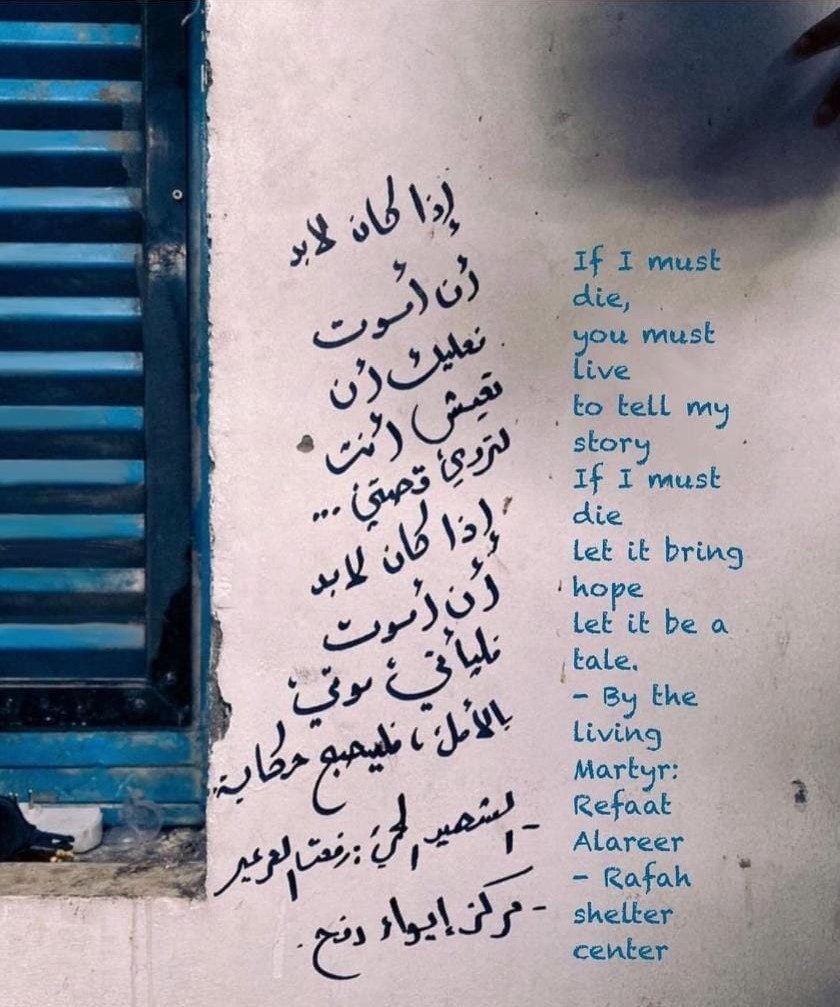 إذا كان لابد
أن أموت
فعليك أن
تعيش أنت
لتروي قصتي ...
إذا كان لابد
أن أموت
فليأتي موتي
بالأمل، فليصبح حكاية.
- الشهيد الحي: رفعت العرعير
- مركز إيواء رفح.
If I must
die,
you must
live
to tell my
story
If I must
die
let it bring
hope
let it be a
tale.
- By the
living
Martyr:
Refaat
Alareer
- Rafah
shelter
center